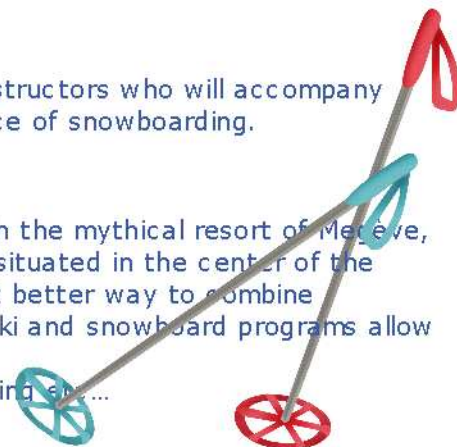 structors who will accompany
ce of snowboarding.
the mythical resort of Megève,
situated in the center of the
better way to combine
ki and snowboard programs allow
ing